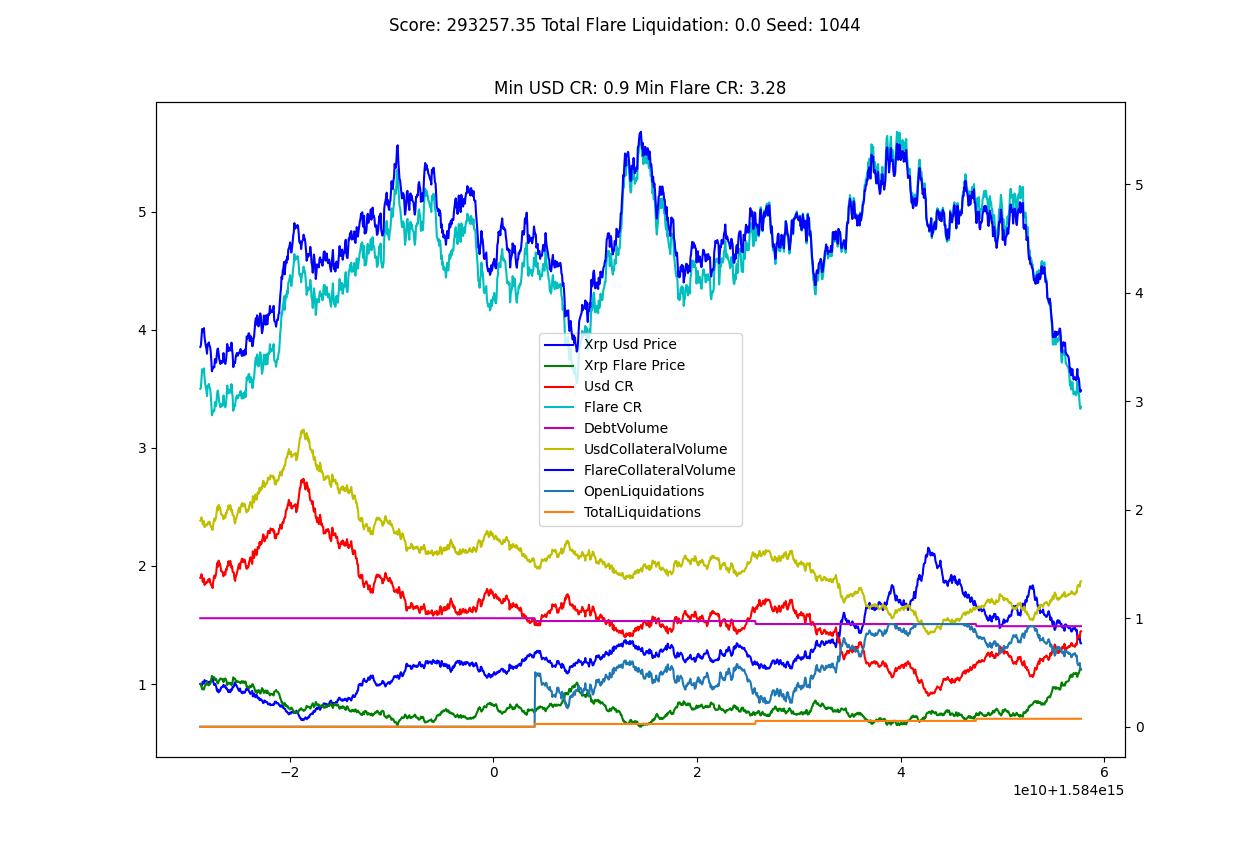 Score: 293257.35 Total Flare Liquidation: 0.0 Seed: 1044
Min USD CR: 0.9 Min Flare CR: 3.28
5
4
3
2
1
5
4
3
2
1
0
Xrp Usd Price
Xrp Flare Price
Usd CR
Flare CR
DebtVolume
UsdCollateralVolume
FlareCollateralVolume
OpenLiquidations
TotalLiquidations
−2
0
2
4
6
1e10+1.584e15